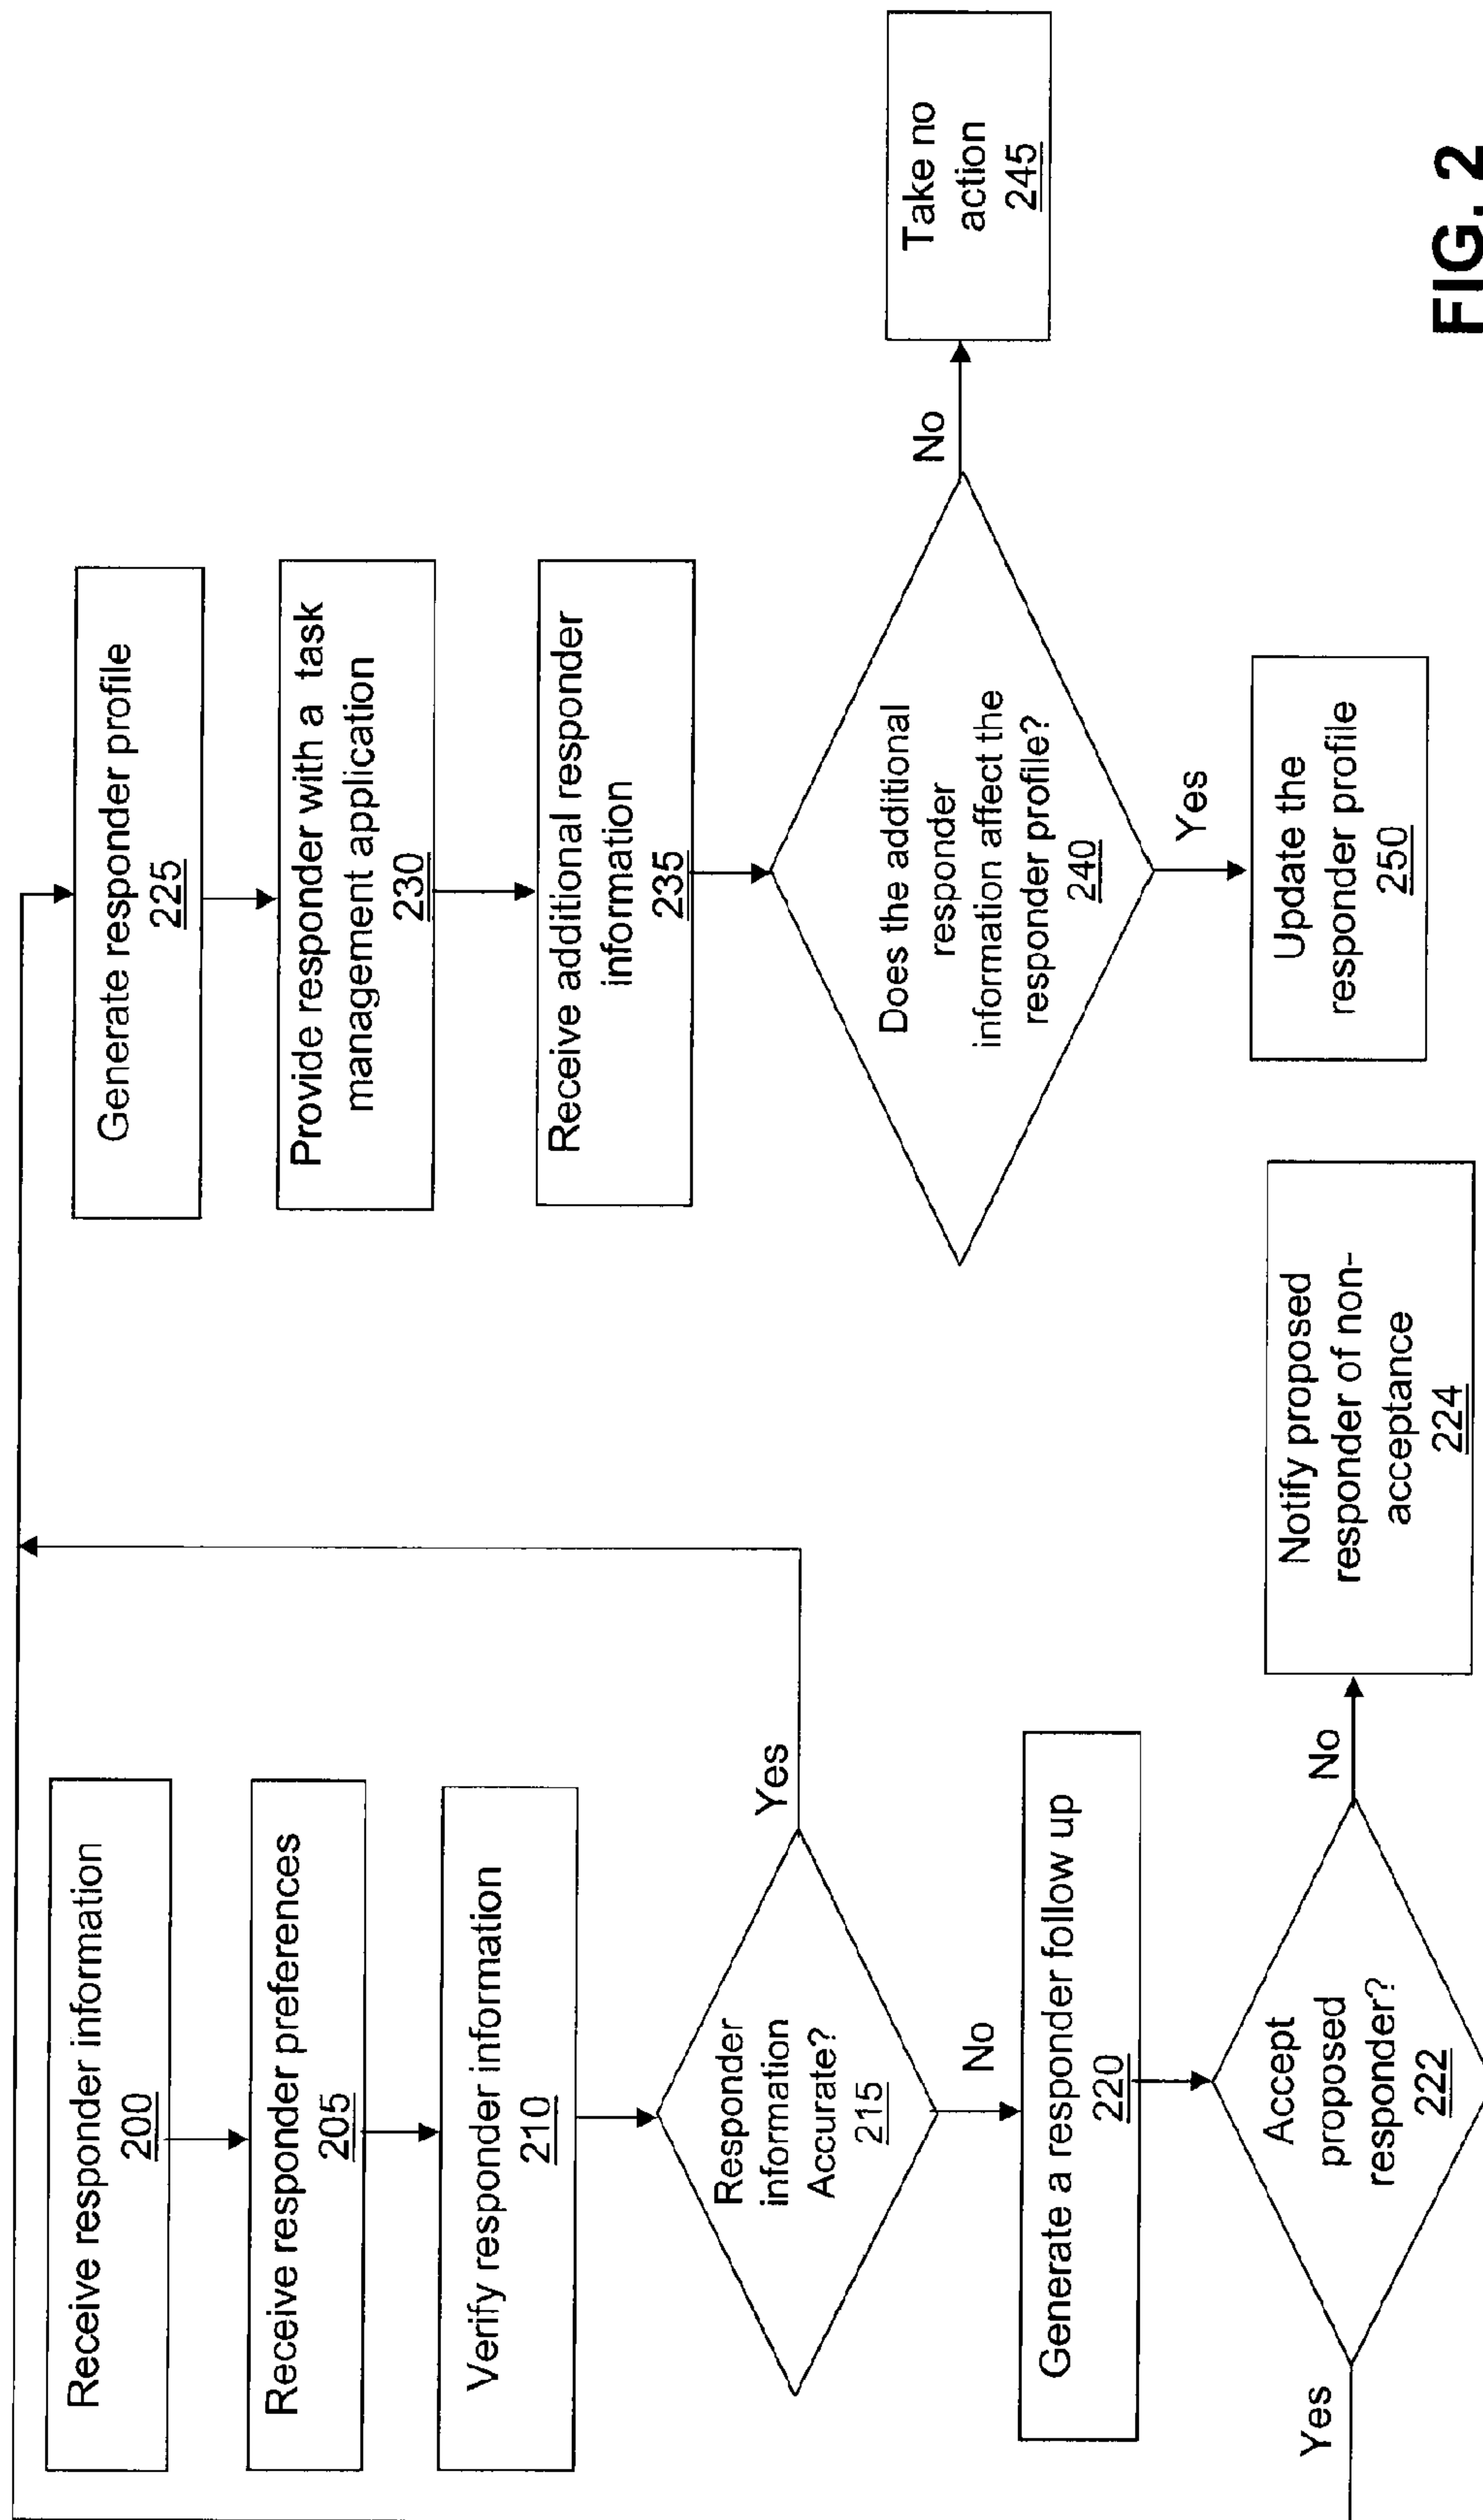 Receive responder information
200
Receive responder preferences
205
Verify responder information
210
Responder
information
Accurate?
215
Yes
No
Generate a responder follow up
220
Accept
proposed
responder?
222
Yes
No
Notify proposed
responder of non-
acceptance
224
Generate responder profile
225
Provide responder with a task
management application
230
Receive additional responder
information
235
Does the additional
responder
information affect the
responder profile?
240
No
Take no
action
245
Yes
Update the
responder profile
250
FIG. 2